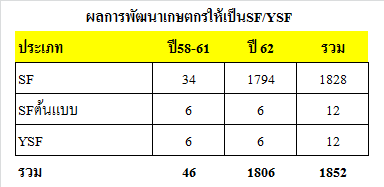 ผลการพัฒนาเกษตกรให้เป็นSF/YSF
ประเภท ปี58-61 ปี 62 รวม
SF 34 1794 1828
SFต้นแบบ 6 6 12
YSF 6 6 12
รวม 46 1806 1852